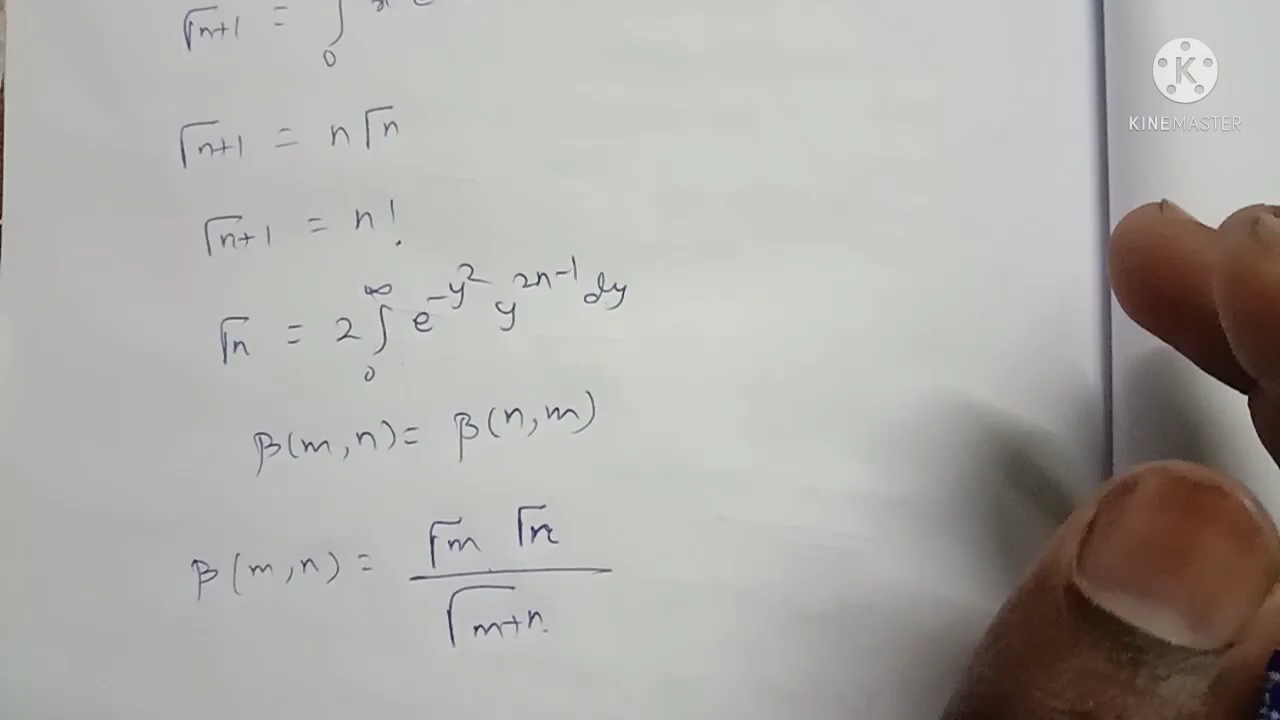 Γn+1 = ∫₀
Γn+1 = n Γn
Γn+1 = n!
Γn = 2 ∫₀^∞ e^{-y²} y^{2n-1} dy
β(m,n) = β(n,m)
β(m,n) = Γm Γn / Γm+n
KINEMASTER